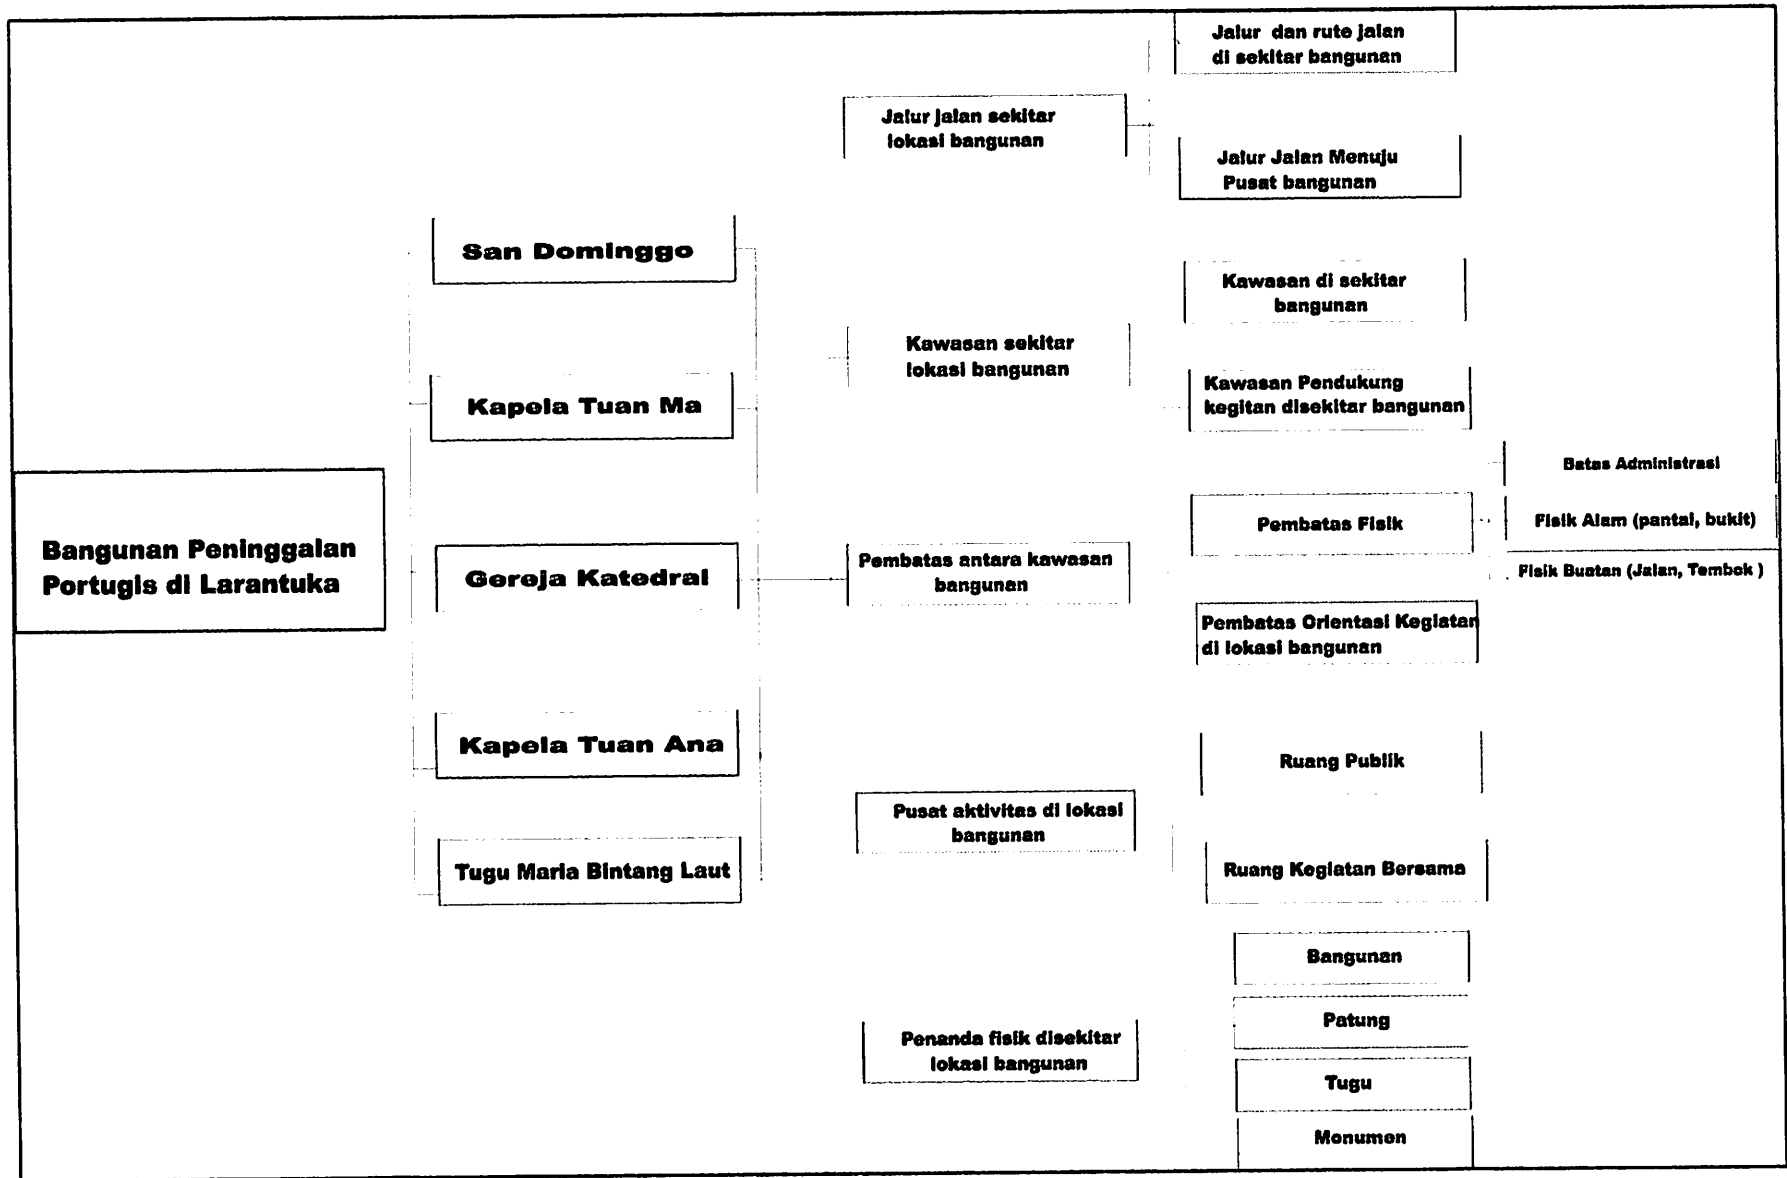 Bangunan Peninggalan
Portugis di Larantuka
San Dominggo
Kapela Tuan Ma
Gereja Katedral
Kapela Tuan Ana
Tugu Maria Bintang Laut
Jalur jalan sekitar
lokasi bangunan
Kawasan sekitar
lokasi bangunan
Pembatas antara kawasan
bangunan
Pusat aktivitas di lokasi
bangunan
Penanda fisik disekitar
lokasi bangunan
Jalur dan rute jalan
di sekitar bangunan
Jalur Jalan Menuju
Pusat bangunan
Kawasan di sekitar
bangunan
Kawasan Pendukung
kegitan disekitar bangunan
Pembatas Fisik
Pembatas Orientasi Kegiatan
di lokasi bangunan
Ruang Publik
Ruang Kegiatan Bersama
Bangunan
Patung
Tugu
Monumen
Batas Administrasi
Fisik Alam (pantai, bukit)
Fisik Buatan (Jalan, Tembok )